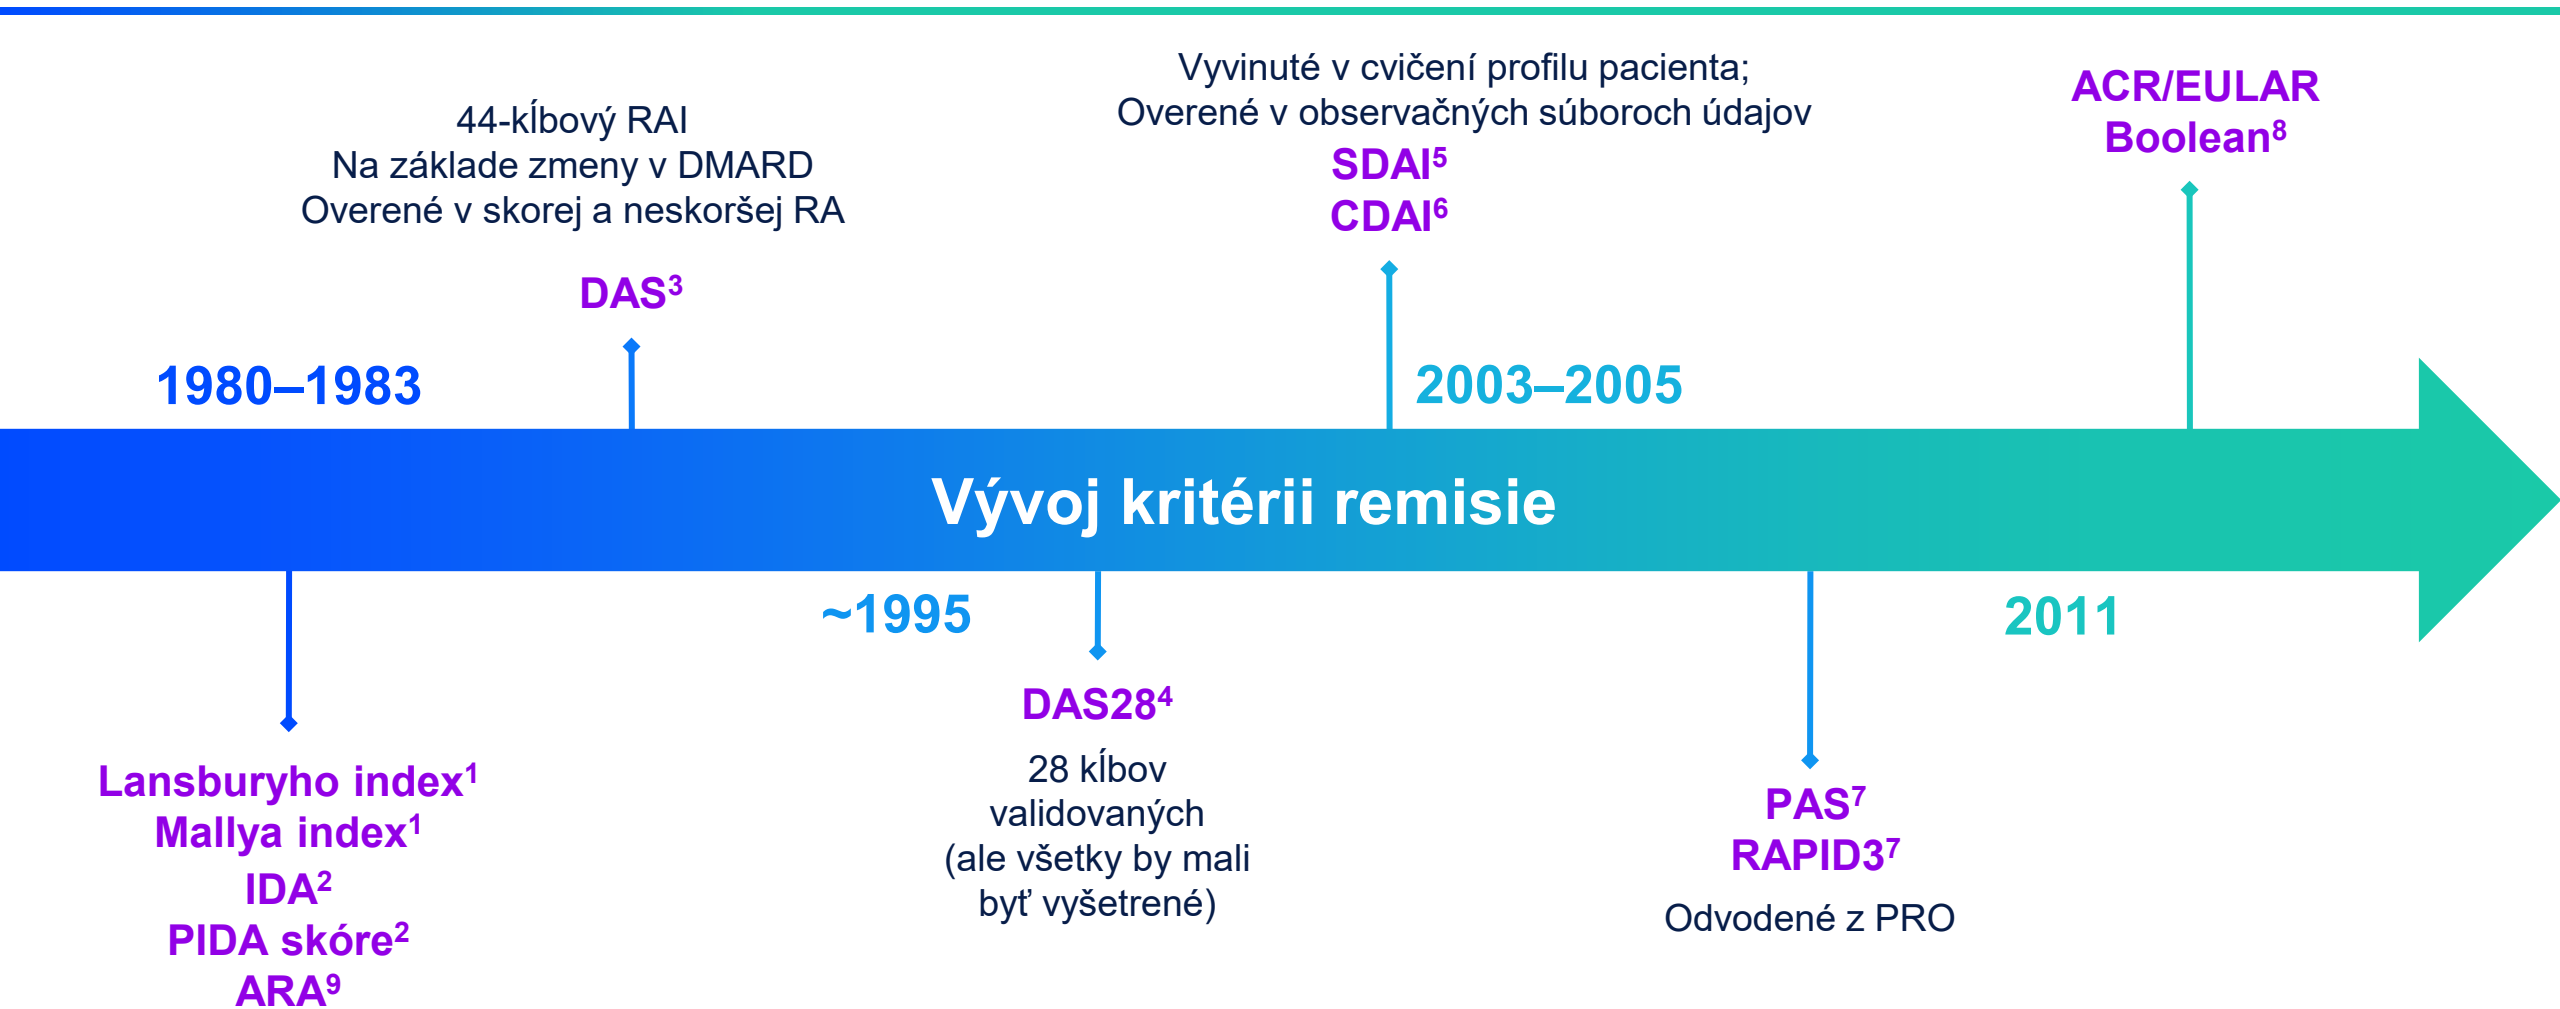 44-kĺbový RAI
Na základe zmeny v DMARD
Overené v skorej a neskoršej RA
DAS³
Vyvinuté v cvičení profilu pacienta;
Overené v observačných súboroch údajov
SDAI⁵
CDAI⁶
ACR/EULAR
Boolean⁸
1980–1983
2003–2005
Vývoj kritérii remisie
~1995
2011
Lansburyho index¹
Mallya index¹
IDA²
PIDA skóre²
ARA⁹
DAS28⁴
28 kĺbov
validovaných
(ale všetky by mali
byť vyšetrené)
PAS⁷
RAPID3⁷
Odvodené z PRO